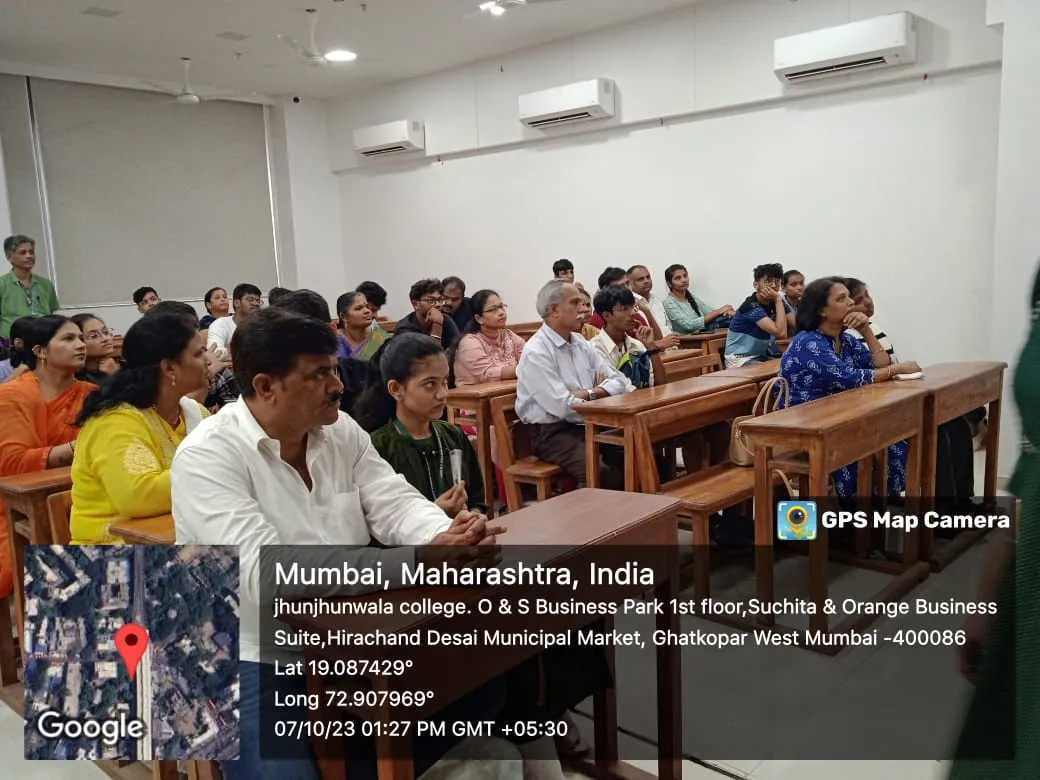 GPS Map Camera
Mumbai, Maharashtra, India
jhunjhunwala college. O & S Business Park 1st floor,Suchita & Orange Business
Suite,Hirachand Desai Municipal Market, Ghatkopar West Mumbai -400086
Lat 19.087429°
Long 72.907969°
07/10/23 01:27 PM GMT +05:30
Google